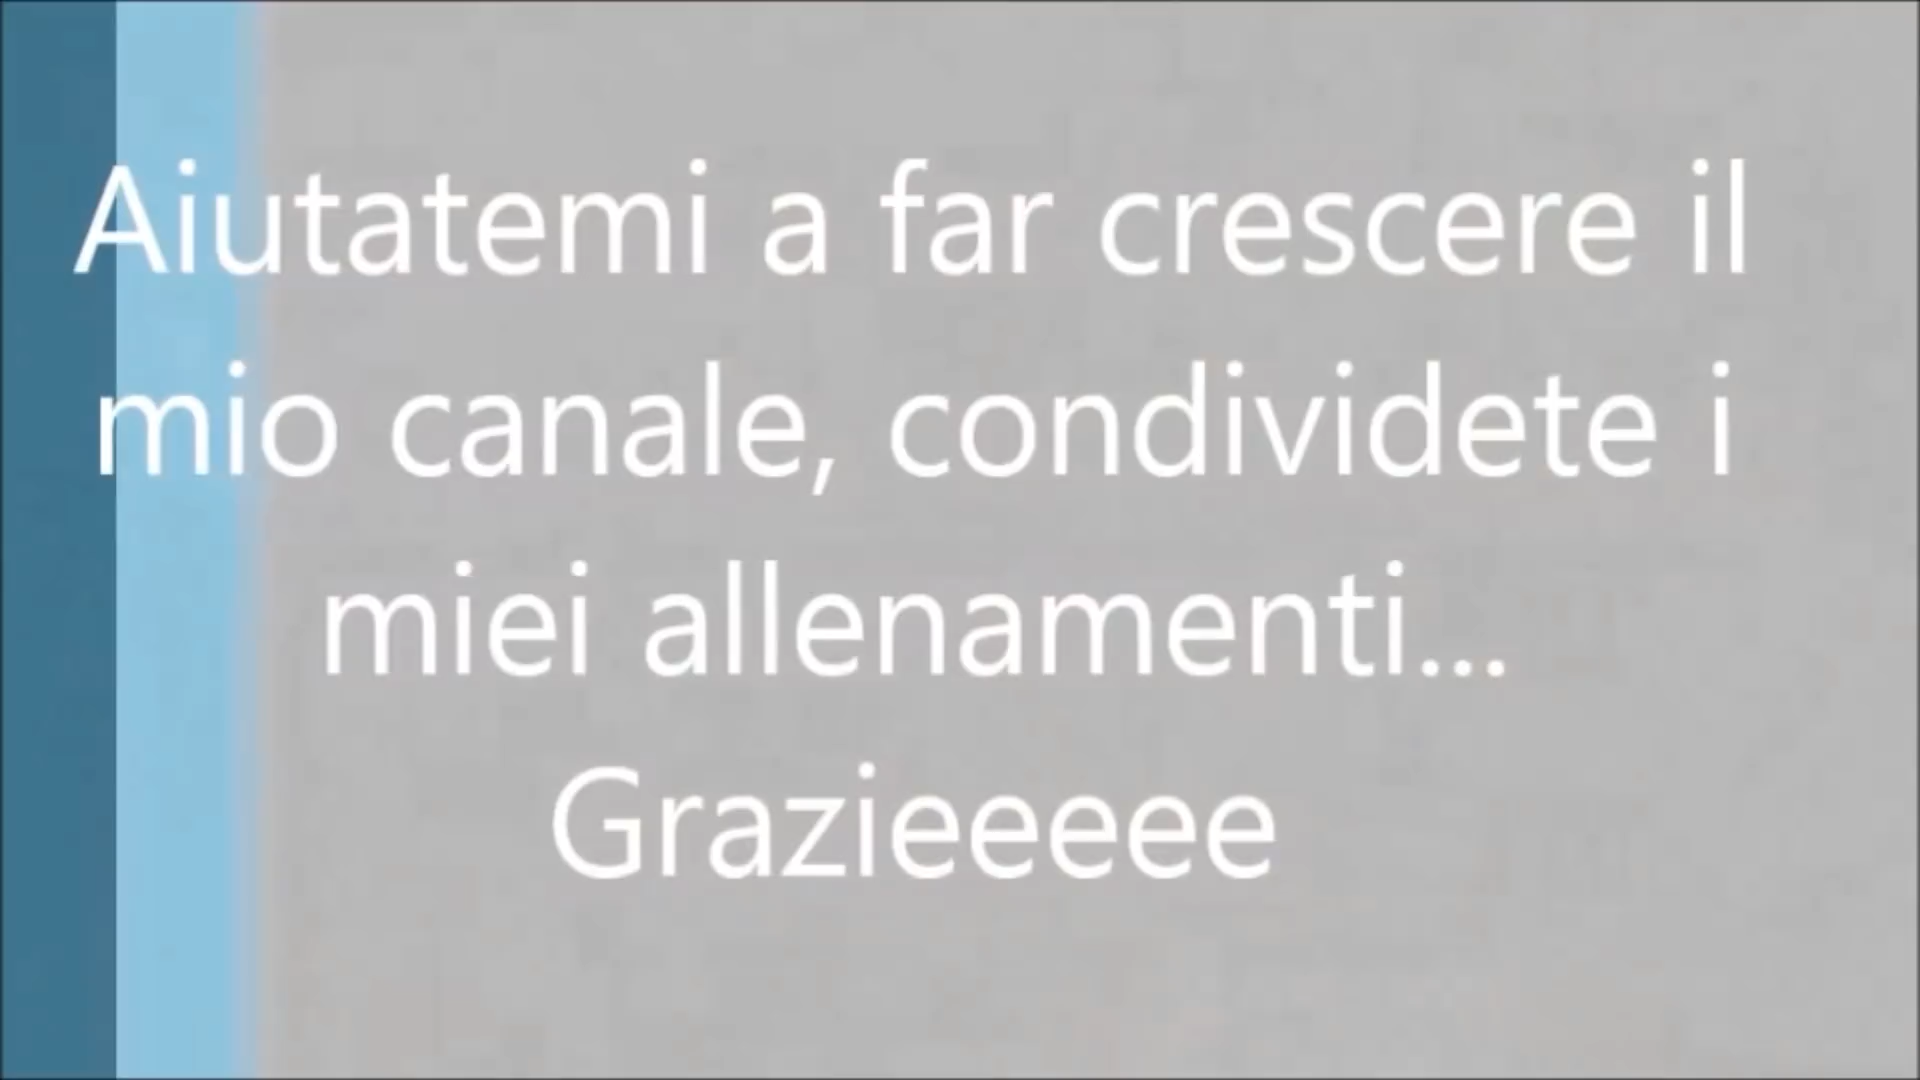 Aiutatemi a far crescere il
mio canale, condividete i
miei allenamenti...
Grazieeeee